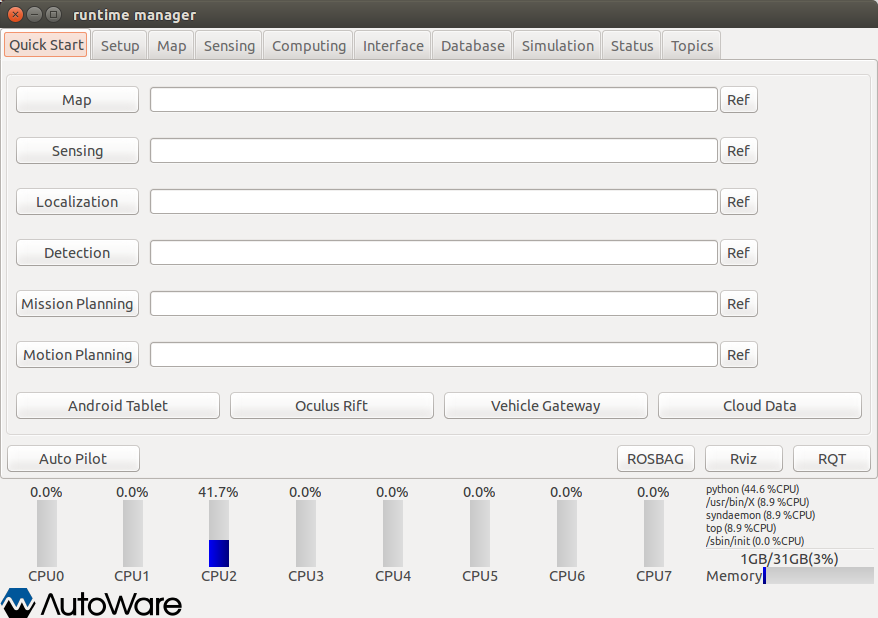 runtime manager
Quick Start Setup Map Sensing Computing Interface Database Simulation Status Topics
Map Ref
Sensing Ref
Localization Ref
Detection Ref
Mission Planning Ref
Motion Planning Ref
Android Tablet Oculus Rift Vehicle Gateway Cloud Data
Auto Pilot ROSBAG Rviz RQT
0.0% 0.0% 41.7% 0.0% 0.0% 0.0% 0.0% 0.0%
CPU0 CPU1 CPU2 CPU3 CPU4 CPU5 CPU6 CPU7
python (44.6 %CPU)
/usr/bin/X (8.9 %CPU)
syndaemon (8.9 %CPU)
top (8.9 %CPU)
/sbin/init (0.0 %CPU)
1GB/31GB(3%)
Memory
AutoWare